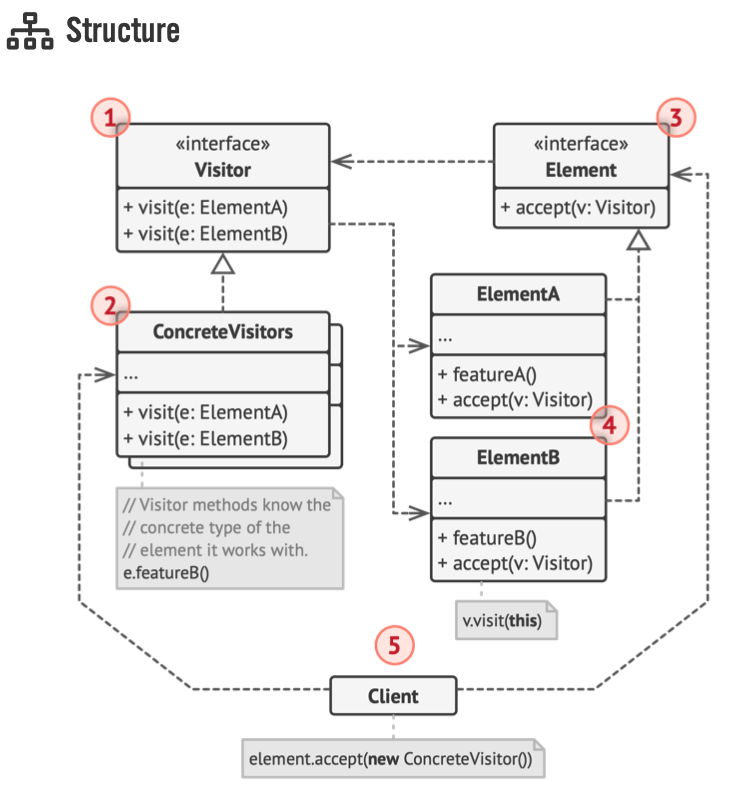 Structure
1
«interface»
Visitor
+ visit(e: ElementA)
+ visit(e: ElementB)
2
ConcreteVisitors
...
+ visit(e: ElementA)
+ visit(e: ElementB)
// Visitor methods know the
// concrete type of the
// element it works with.
e.featureB()
3
«interface»
Element
+ accept(v: Visitor)
ElementA
...
+ featureA()
+ accept(v: Visitor)
4
ElementB
...
+ featureB()
+ accept(v: Visitor)
v.visit(this)
5
Client
element.accept(new ConcreteVisitor())